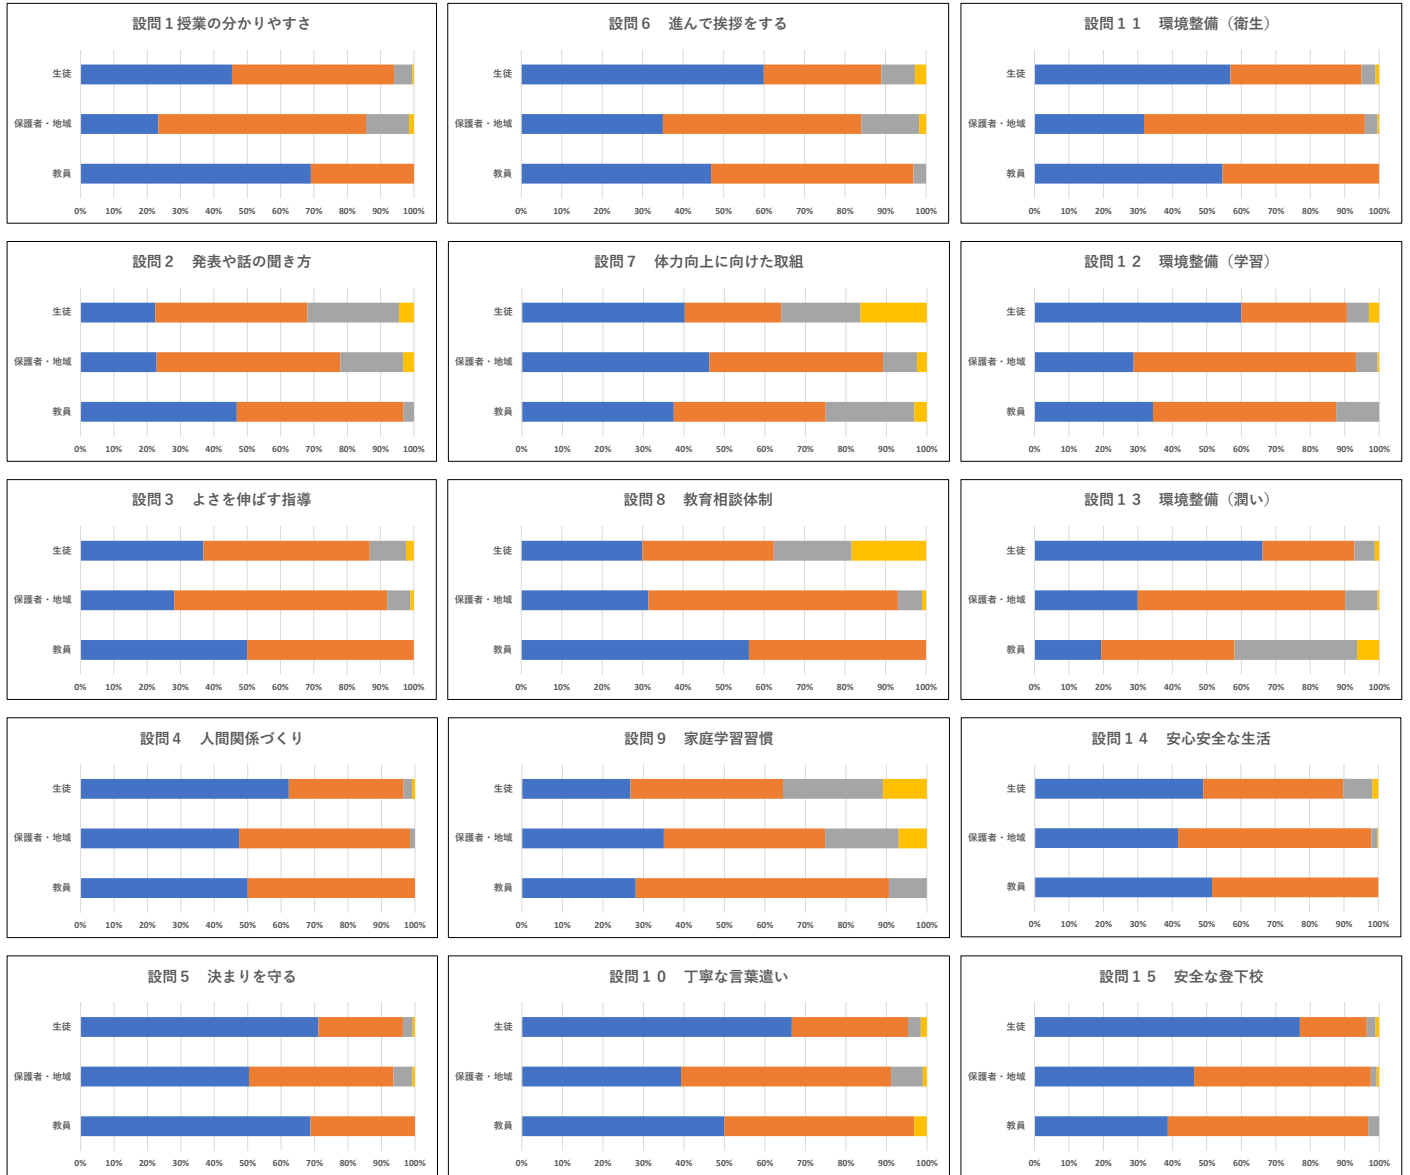 設問１授業の分かりやすさ
生徒
保護者・地域
教員
0% 10% 20% 30% 40% 50% 60% 70% 80% 90% 100%
設問６　進んで挨拶をする
生徒
保護者・地域
教員
0% 10% 20% 30% 40% 50% 60% 70% 80% 90% 100%
設問１１　環境整備（衛生）
生徒
保護者・地域
教員
0% 10% 20% 30% 40% 50% 60% 70% 80% 90% 100%
設問２　発表や話の聞き方
生徒
保護者・地域
教員
0% 10% 20% 30% 40% 50% 60% 70% 80% 90% 100%
設問７　体力向上に向けた取組
生徒
保護者・地域
教員
0% 10% 20% 30% 40% 50% 60% 70% 80% 90% 100%
設問１２　環境整備（学習）
生徒
保護者・地域
教員
0% 10% 20% 30% 40% 50% 60% 70% 80% 90% 100%
設問３　よさを伸ばす指導
生徒
保護者・地域
教員
0% 10% 20% 30% 40% 50% 60% 70% 80% 90% 100%
設問８　教育相談体制
生徒
保護者・地域
教員
0% 10% 20% 30% 40% 50% 60% 70% 80% 90% 100%
設問１３　環境整備（潤い）
生徒
保護者・地域
教員
0% 10% 20% 30% 40% 50% 60% 70% 80% 90% 100%
設問４　人間関係づくり
生徒
保護者・地域
教員
0% 10% 20% 30% 40% 50% 60% 70% 80% 90% 100%
設問９　家庭学習習慣
生徒
保護者・地域
教員
0% 10% 20% 30% 40% 50% 60% 70% 80% 90% 100%
設問１４　安心安全な生活
生徒
保護者・地域
教員
0% 10% 20% 30% 40% 50% 60% 70% 80% 90% 100%
設問５　決まりを守る
生徒
保護者・地域
教員
0% 10% 20% 30% 40% 50% 60% 70% 80% 90% 100%
設問１０　丁寧な言葉遣い
生徒
保護者・地域
教員
0% 10% 20% 30% 40% 50% 60% 70% 80% 90% 100%
設問１５　安全な登下校
生徒
保護者・地域
教員
0% 10% 20% 30% 40% 50% 60% 70% 80% 90% 100%